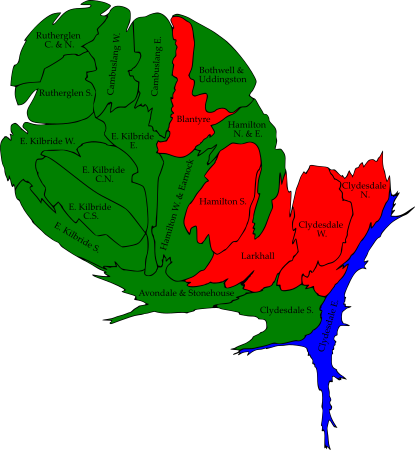 Rutherglen
C. & N.
Cambuslang W.
Cambuslang E.
Bothwell &
Uddingston
Rutherglen S.
Blantyre
Hamilton
N. & E.
E. Kilbride W.
E. Kilbride
E.
E. Kilbride
C.N.
Hamilton W. & Earnock
Hamilton S.
Clydesdale
N.
E. Kilbride
C.S.
Clydesdale
W.
E. Kilbride S.
Larkhall
Avondale & Stonehouse
Clydesdale S.
Clydesdale E.